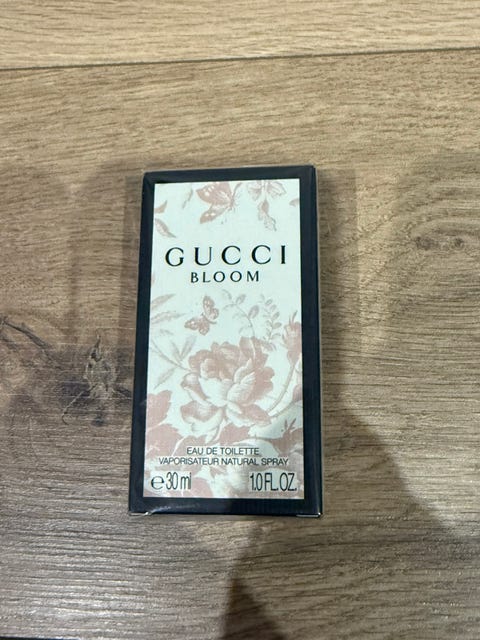 GUCCI
BLOOM
EAU DE TOILETTE
VAPORISATEUR NATURAL SPRAY
℮30 ml 1.0 FL. OZ.